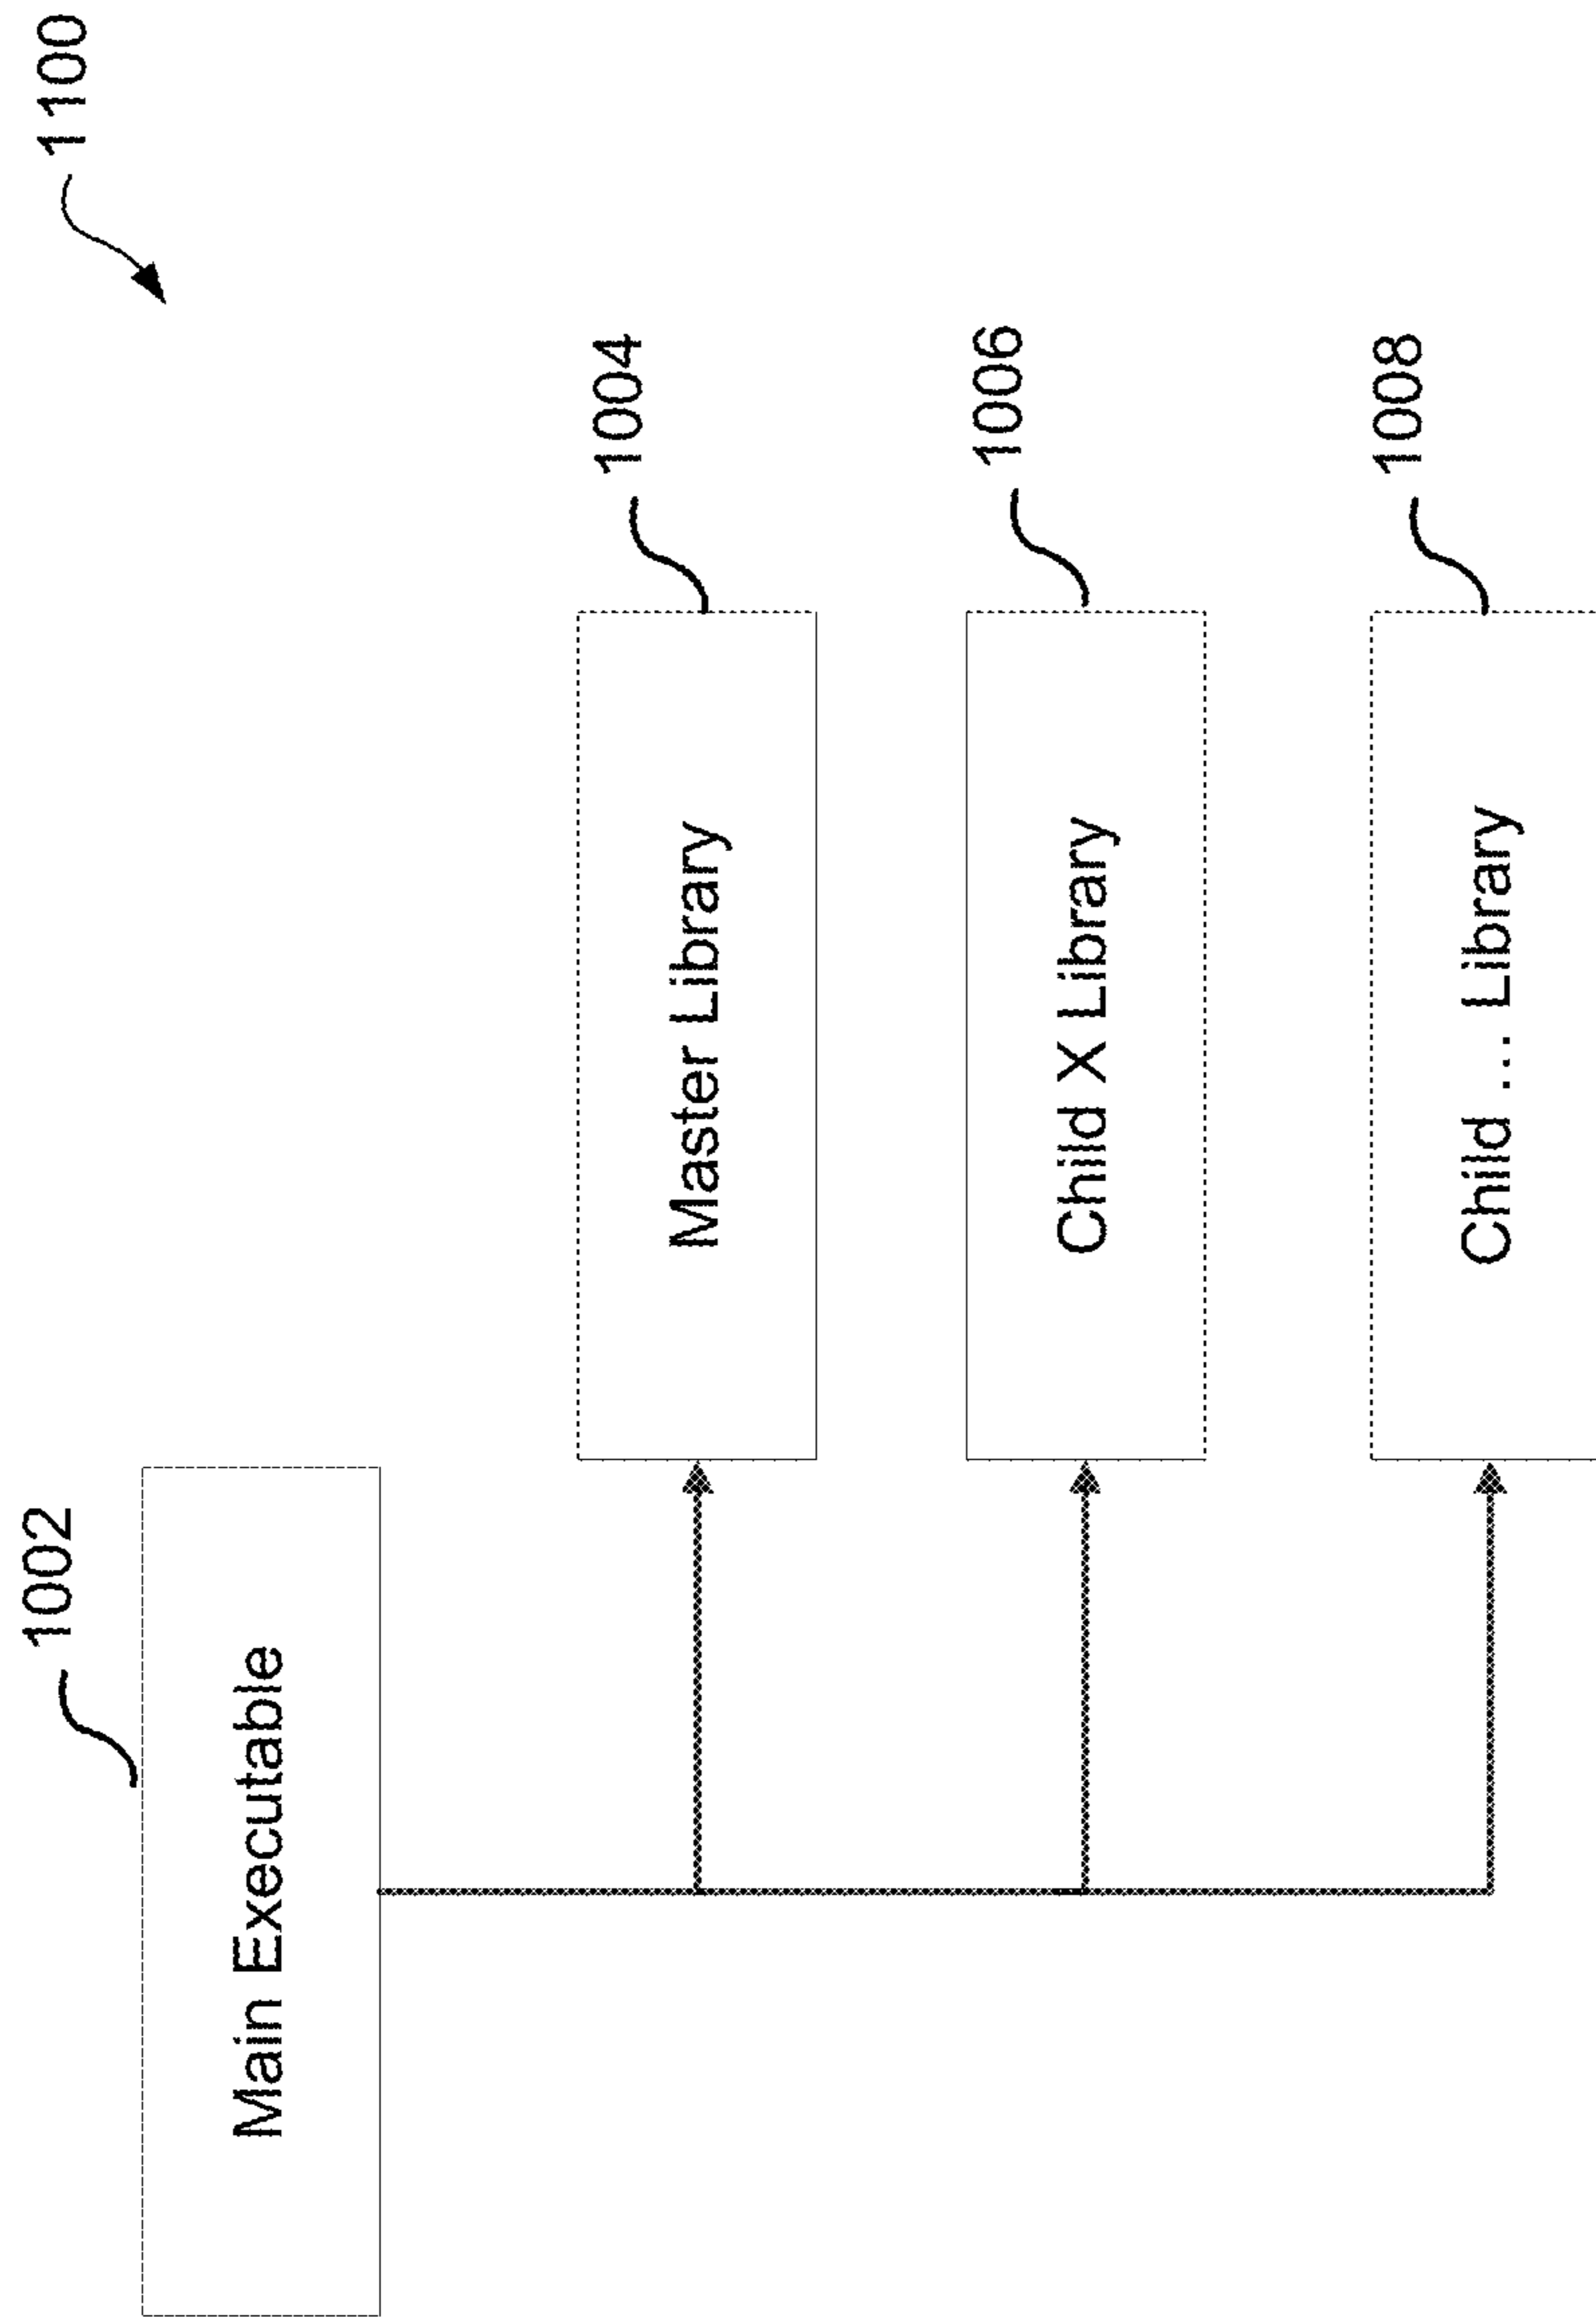 1100
1002
Main Executable
1004
Master Library
1006
Child X Library
1008
Child ... Library